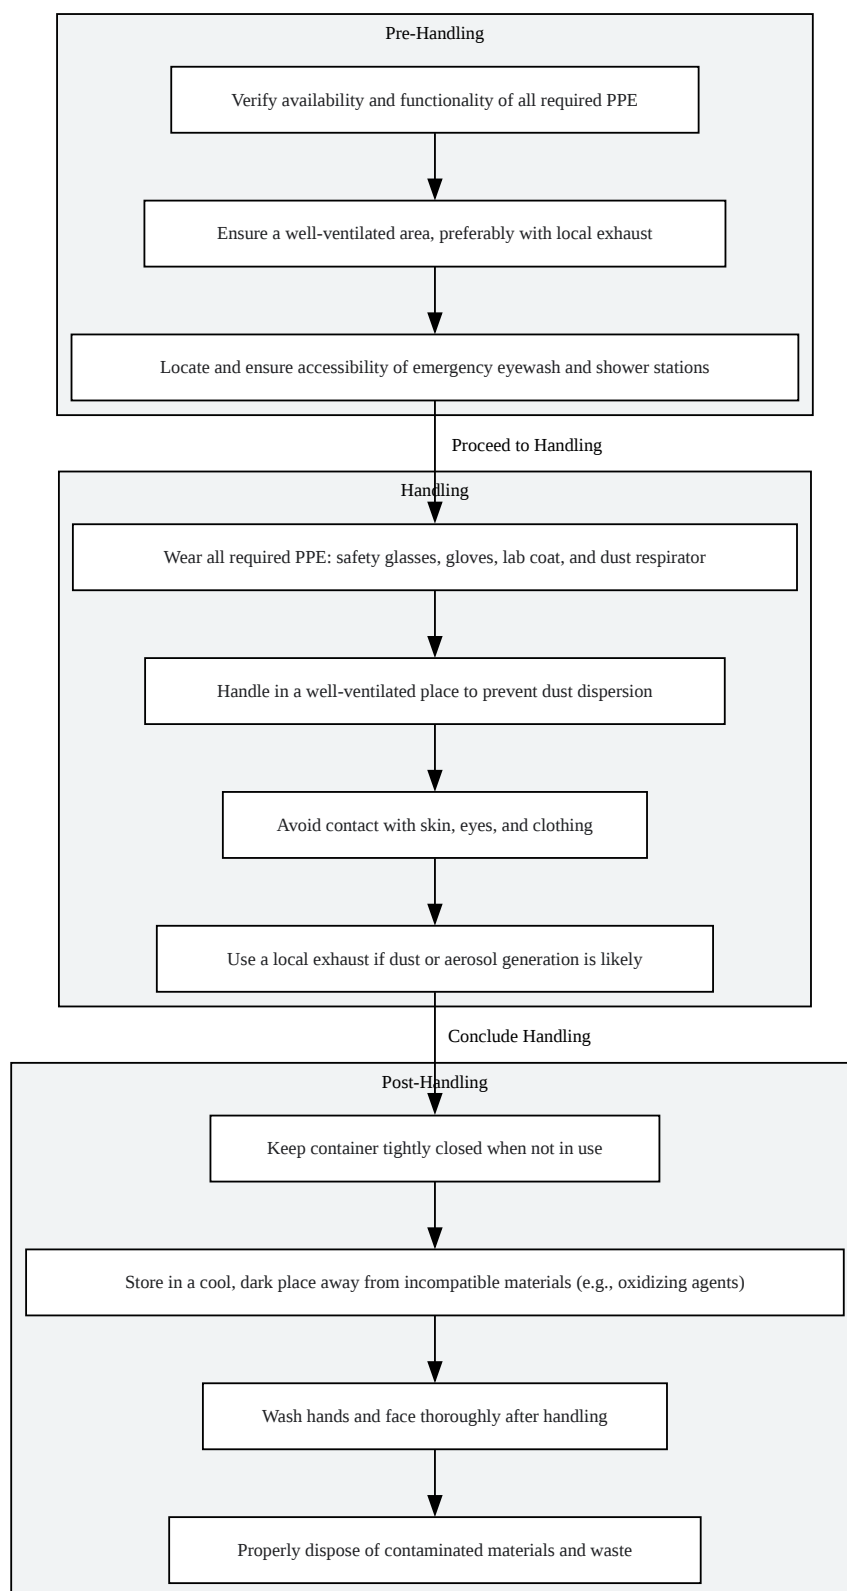 Pre-Handling
Verify availability and functionality of all required PPE
Ensure a well-ventilated area, preferably with local exhaust
Locate and ensure accessibility of emergency eyewash and shower stations
Proceed to Handling
Handling
Wear all required PPE: safety glasses, gloves, lab coat, and dust respirator
Handle in a well-ventilated place to prevent dust dispersion
Avoid contact with skin, eyes, and clothing
Use a local exhaust if dust or aerosol generation is likely
Conclude Handling
Post-Handling
Keep container tightly closed when not in use
Store in a cool, dark place away from incompatible materials (e.g., oxidizing agents)
Wash hands and face thoroughly after handling
Properly dispose of contaminated materials and waste